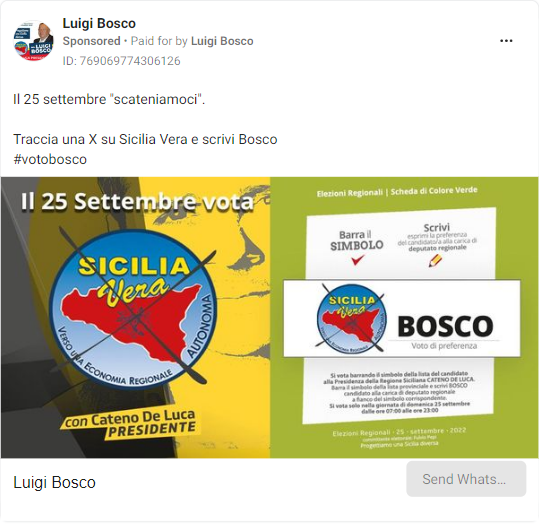 Luigi Bosco
Sponsored • Paid for by Luigi Bosco
ID: 769069774306126
Il 25 settembre "scateniamoci".
Traccia una X su Sicilia Vera e scrivi Bosco
#votobosco
Il 25 Settembre vota
SICILIA
Vera
VERSO UNA ECONOMIA REGIONALE AUTONOMA
con Cateno De Luca
PRESIDENTE
Elezioni Regionali | Scheda di Colore Verde
Barra il
SIMBOLO
Scrivi
esprimi la preferenza
del candidato/a alla carica di
deputato regionale
SICILIA
Vera
BOSCO
Voto di preferenza
Si vota barrando il simbolo della lista del candidato
alla Presidenza della Regione Siciliana CATENO DE LUCA.
Barra il simbolo della lista provinciale e scrivi BOSCO
candidato alla carica di deputato regionale
a fianco del simbolo corrispondente.
Si vota solo nella giornata di domenica 25 settembre
dalle ore 07:00 alle ore 23:00
Elezioni Regionali - 25 - settembre - 2022
Progettiamo una Sicilia diversa
Luigi Bosco
Send Whats...